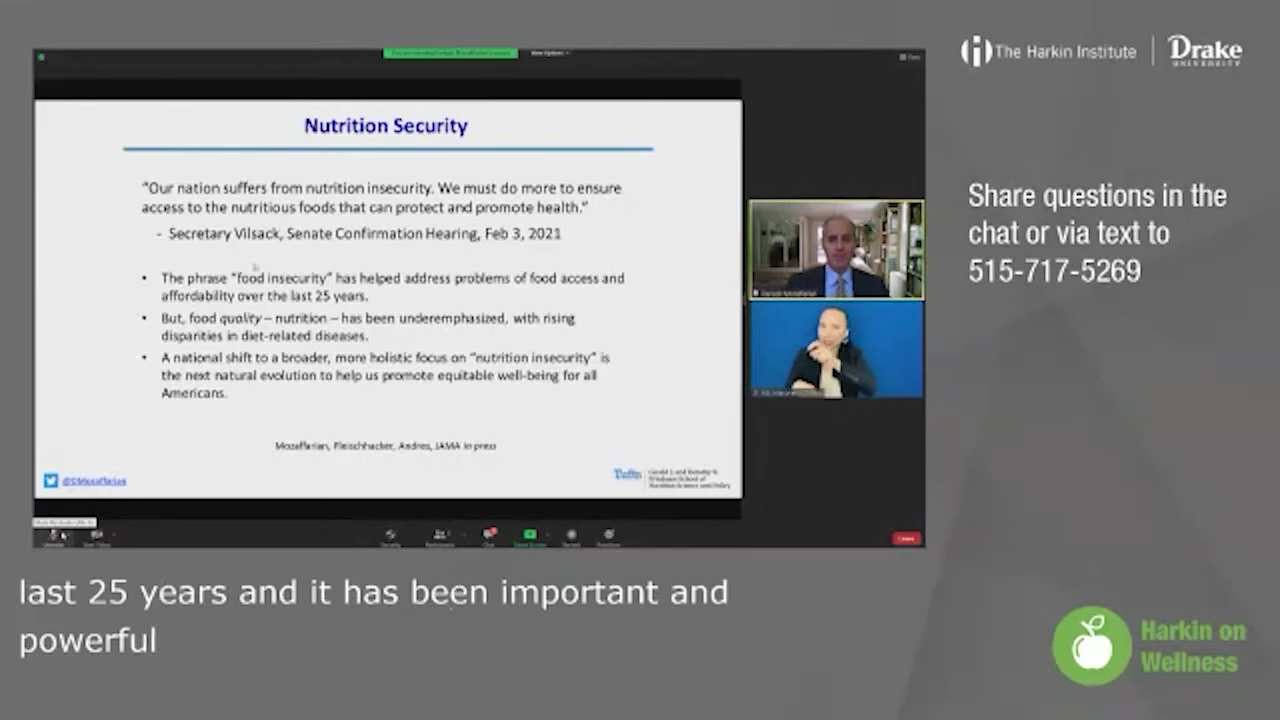 The Harkin Institute
Drake
UNIVERSITY
View Options
Nutrition Security
“Our nation suffers from nutrition insecurity. We must do more to ensure
access to the nutritious foods that can protect and promote health.”
- Secretary Vilsack, Senate Confirmation Hearing, Feb 3, 2021
• The phrase “food insecurity” has helped address problems of food access and
affordability over the last 25 years.
• But, food quality – nutrition – has been underemphasized, with rising
disparities in diet-related diseases.
• A national shift to a broader, more holistic focus on “nutrition insecurity” is
the next natural evolution to help us promote equitable well-being for all
Americans.
Mozaffarian, Fleischhacker, Andres, JAMA in press
@DMozaffarian
Tufts
Nutrition Science and Policy
Share questions in the
chat or via text to
515-717-5269
last 25 years and it has been important and
powerful
Harkin on
Wellness